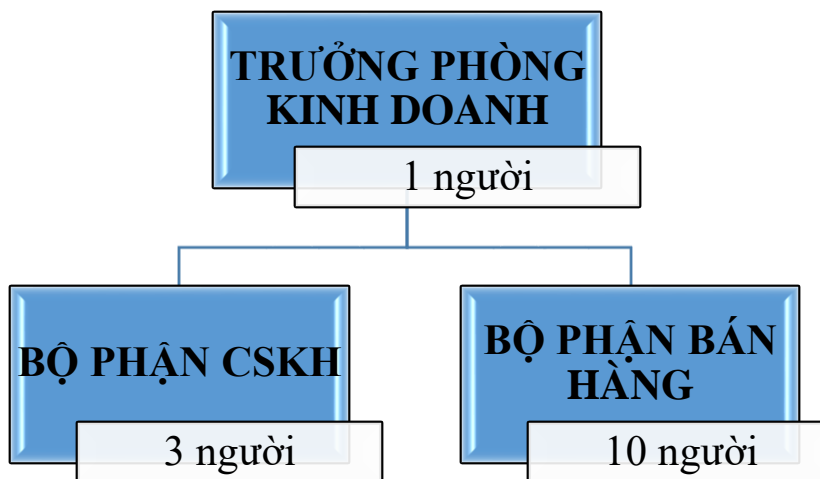 TRƯỞNG PHÒNG
KINH DOANH
1 người
BỘ PHẬN CSKH
3 người
BỘ PHẬN BÁN
HÀNG
10 người